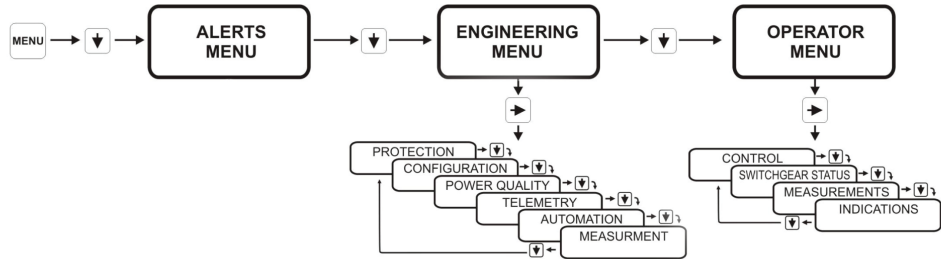 MENU
ALERTS
MENU
ENGINEERING
MENU
OPERATOR
MENU
PROTECTION
CONFIGURATION
POWER QUALITY
TELEMETRY
AUTOMATION
MEASURMENT
CONTROL
SWITCHGEAR STATUS
MEASUREMENTS
INDICATIONS